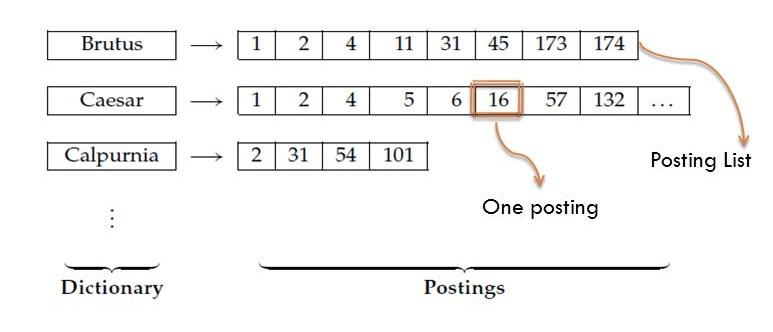 Brutus → 1 2 4 11 31 45 173 174
Caesar → 1 2 4 5 6 16 57 132 ...
Calpurnia → 2 31 54 101
Posting List
One posting
⋮
Dictionary Postings